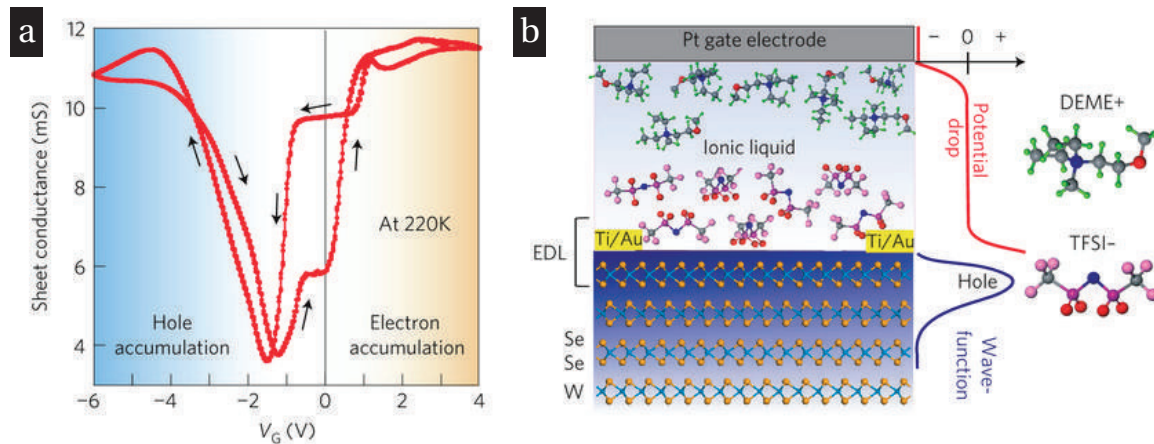 a
Sheet conductance (mS)
12
10
8
6
4
Hole
accumulation
At 220K
Electron
accumulation
−6
−4
−2
0
2
4
VG (V)
b
Pt gate electrode
− 0 +
Ionic liquid
Potential
drop
DEME+
Ti/Au
Ti/Au
EDL
TFSI−
Hole
Se
Se
W
Wave-
function